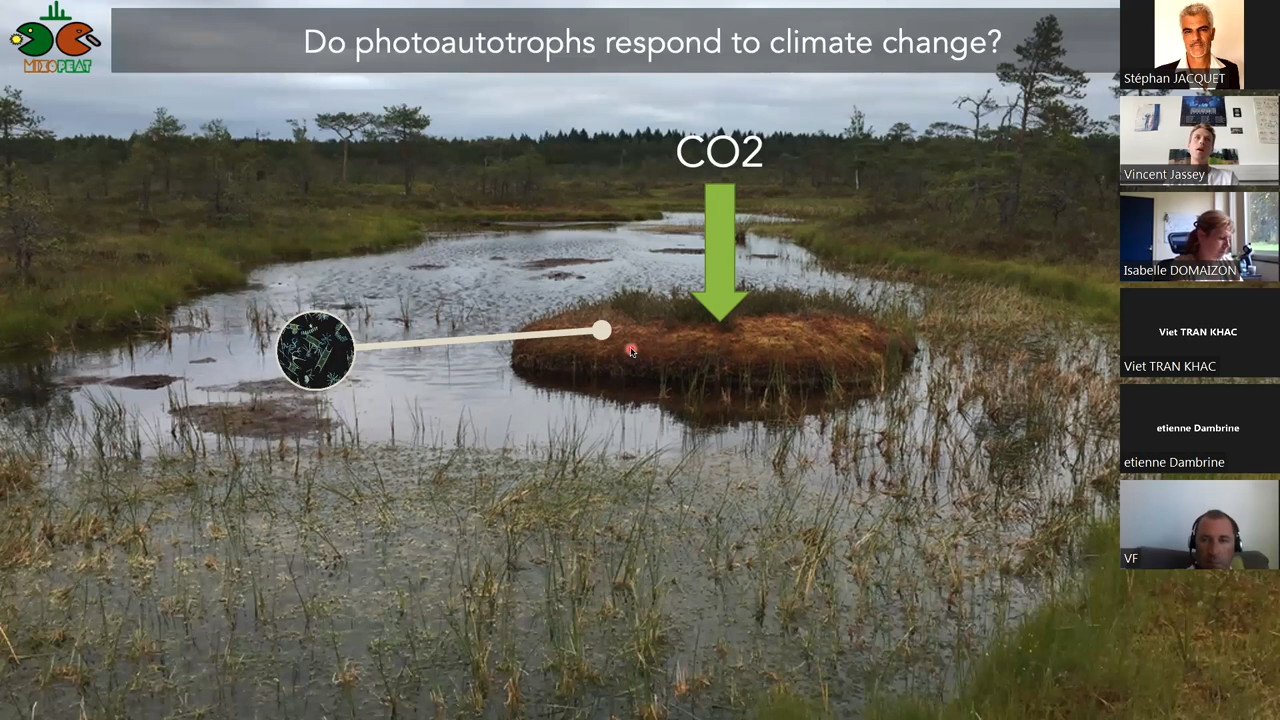 MIXOPEAT
Do photoautotrophs respond to climate change?
CO2
Stéphan JACQUET
Vincent Jassey
Isabelle DOMAIZON
Viet TRAN KHAC
Viet TRAN KHAC
etienne Dambrine
etienne Dambrine
VF